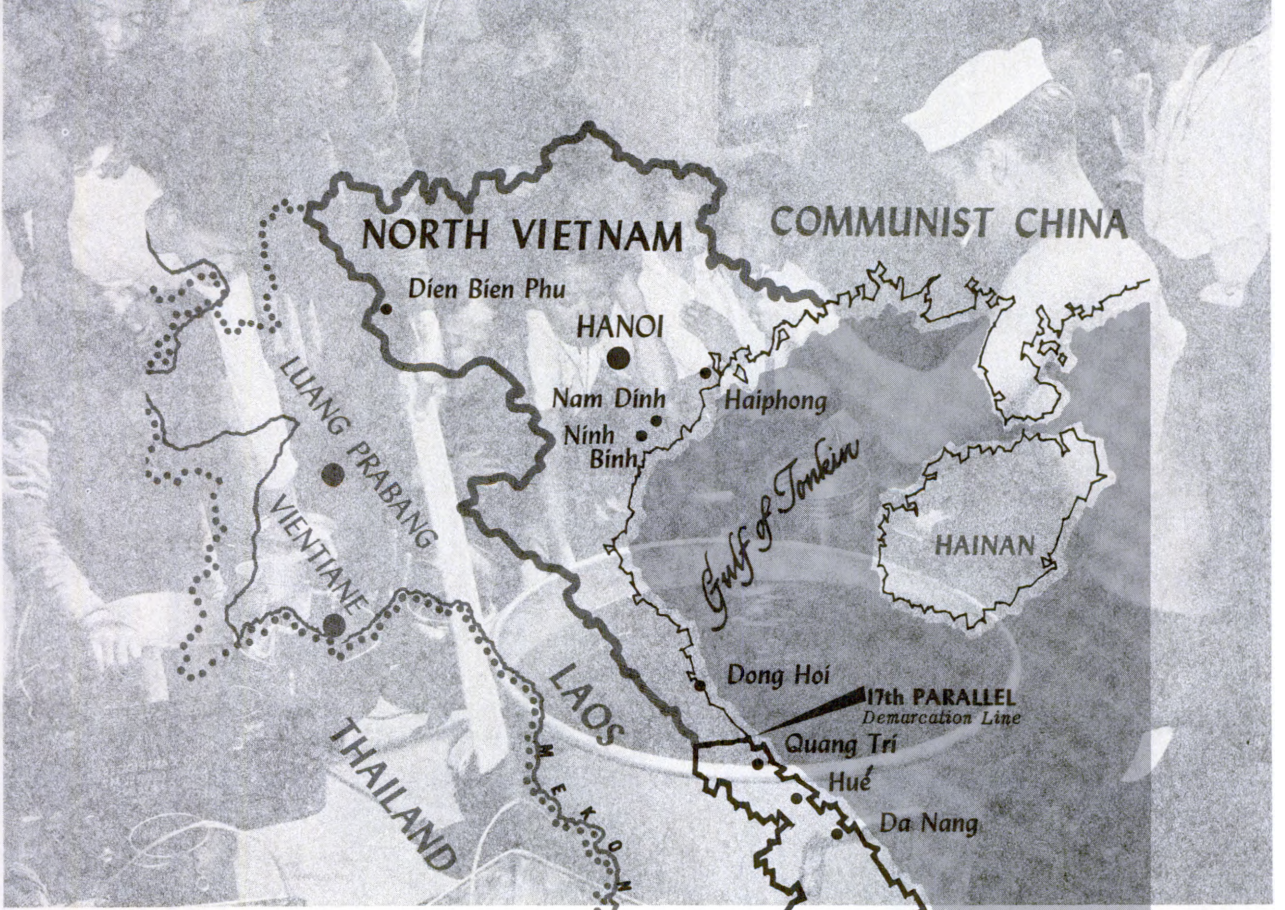 NORTH VIETNAM
COMMUNIST CHINA
Dien Bien Phu
HANOI
LUANG PRABANG
Nam Dinh
Haiphong
Ninh
Binh
Gulf of Tonkin
VIENTIANE
HAINAN
Dong Hoi
LAOS
17th PARALLEL
Demarcation Line
THAILAND
Quang Tri
MEKON
Hué
Da Nang